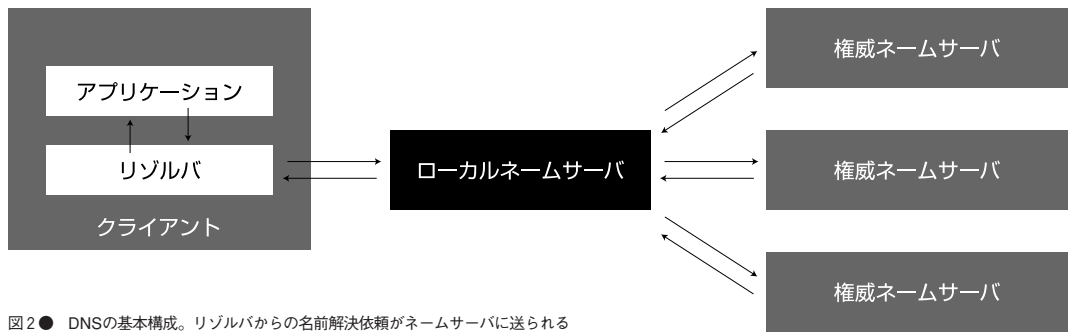 アプリケーション
リゾルバ
クライアント
ローカルネームサーバ
権威ネームサーバ
権威ネームサーバ
権威ネームサーバ
図2● DNSの基本構成。リゾルバからの名前解決依頼がネームサーバに送られる